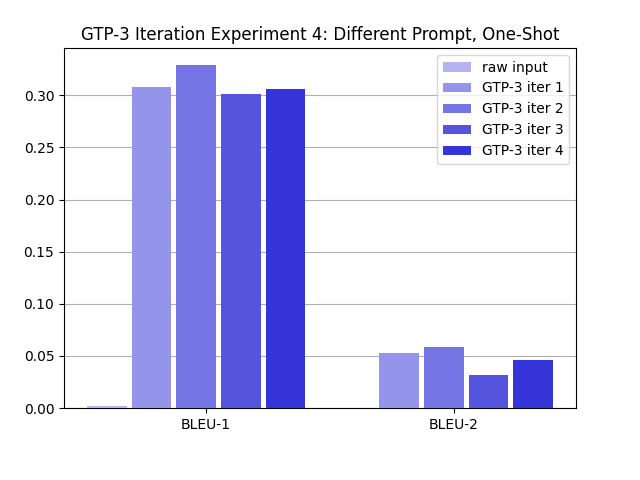 GTP-3 Iteration Experiment 4: Different Prompt, One-Shot
raw input
GTP-3 iter 1
GTP-3 iter 2
GTP-3 iter 3
GTP-3 iter 4
0.30
0.25
0.20
0.15
0.10
0.05
0.00
BLEU-1
BLEU-2